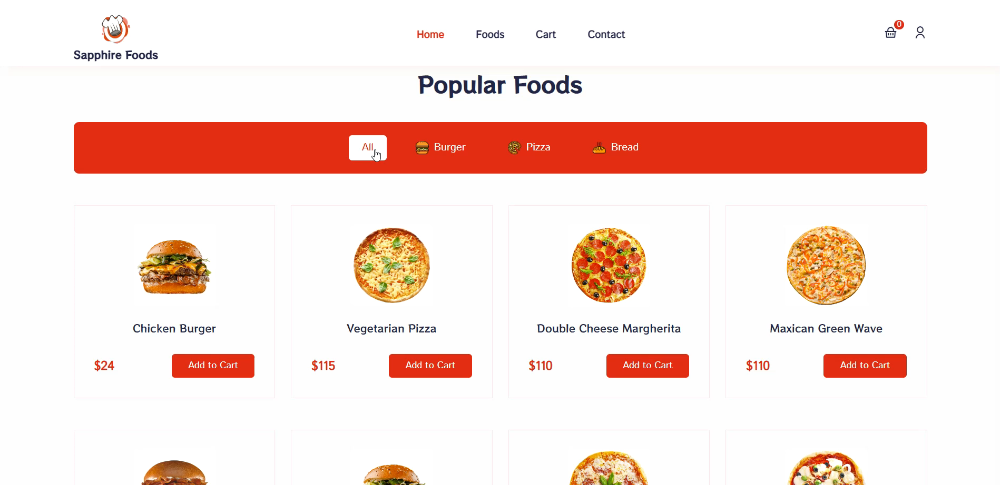 Home Foods Cart Contact 0
Sapphire Foods
Popular Foods
All Burger Pizza Bread
Chicken Burger Vegetarian Pizza Double Cheese Margherita Maxican Green Wave
$24 Add to Cart $115 Add to Cart $110 Add to Cart $110 Add to Cart